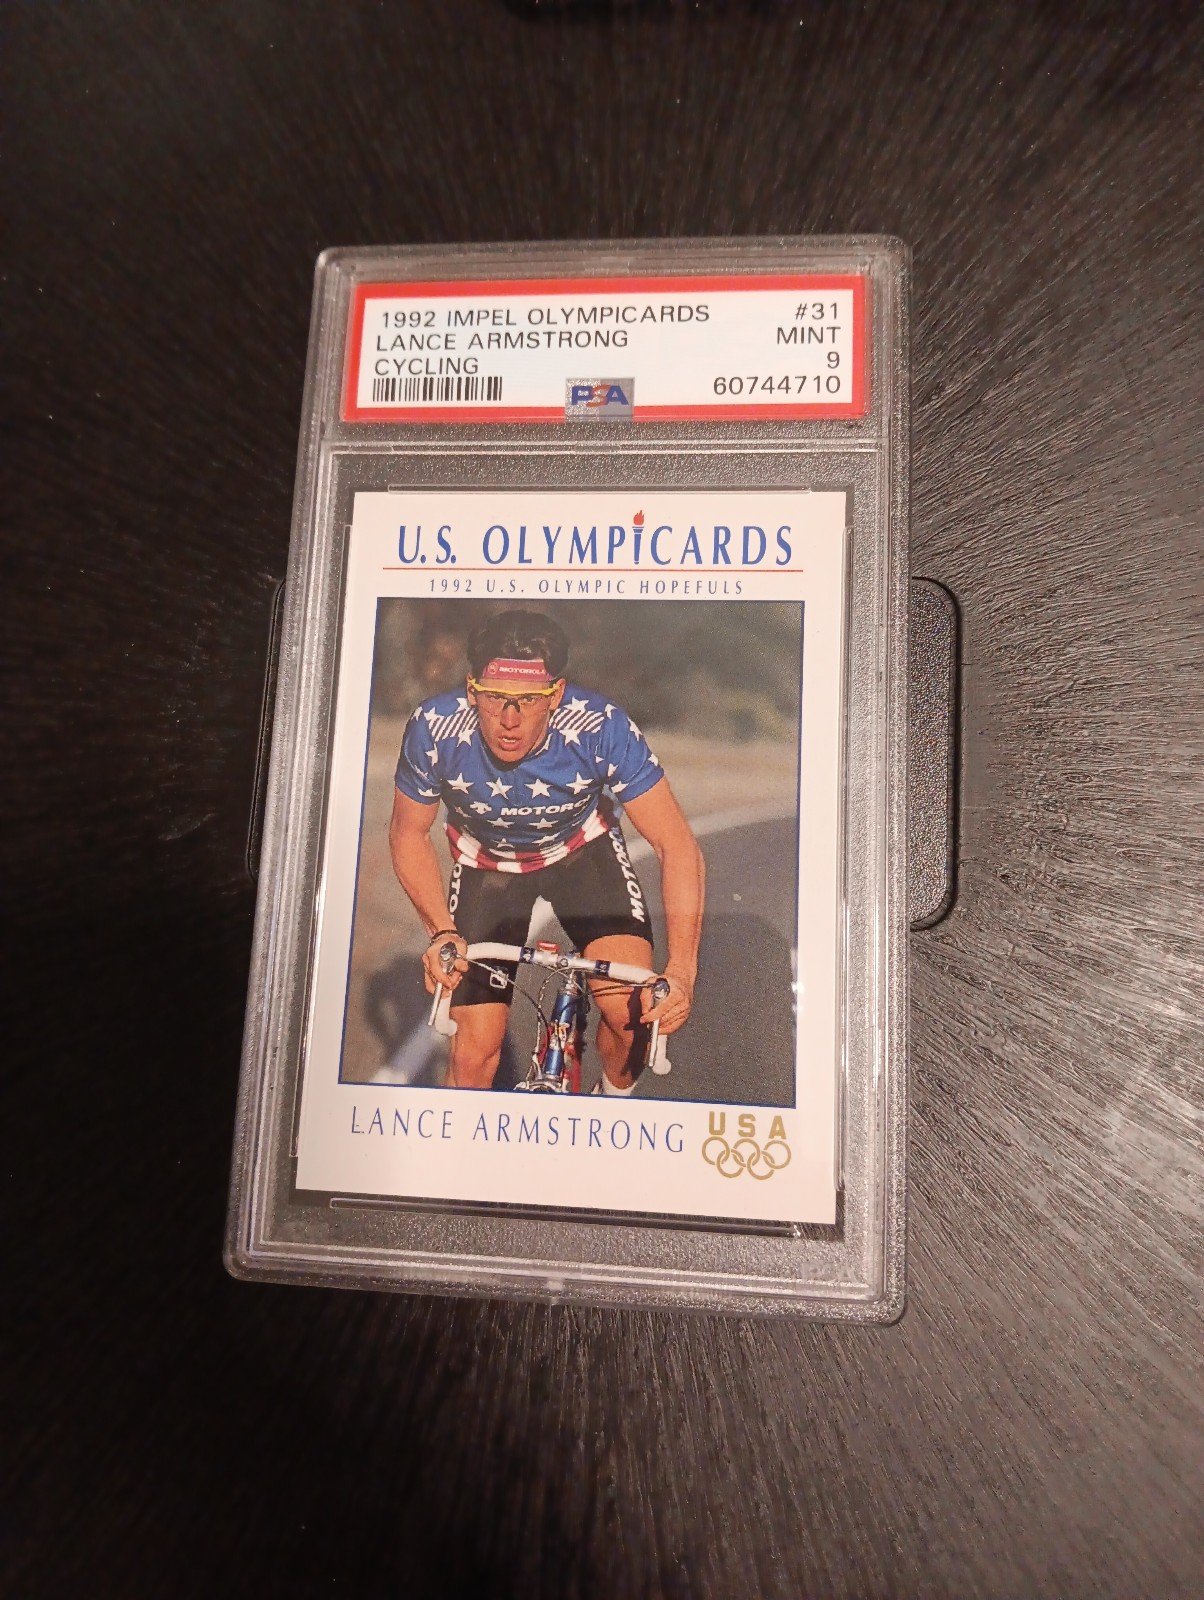 1992 IMPEL OLYMPICARDS #31
LANCE ARMSTRONG MINT
CYCLING 9
PSA 60744710
U.S. OLYMPICARDS
1992 U.S. OLYMPIC HOPEFULS
MOTOROLA
MOTORO
MOTORO
LANCE ARMSTRONG
USA